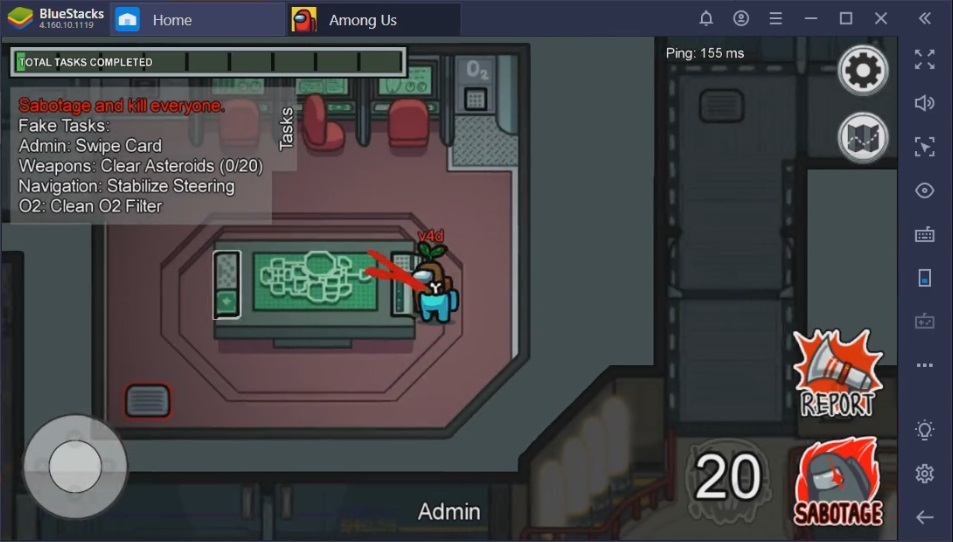 BlueStacks
4.160.10.1119
Home
Among Us
TOTAL TASKS COMPLETED
Ping: 155 ms
Sabotage and kill everyone.
Fake Tasks:
Admin: Swipe Card
Weapons: Clear Asteroids (0/20)
Navigation: Stabilize Steering
O2: Clean O2 Filter
Tasks
O2
v4d
REPORT
20
SABOTAGE
Admin